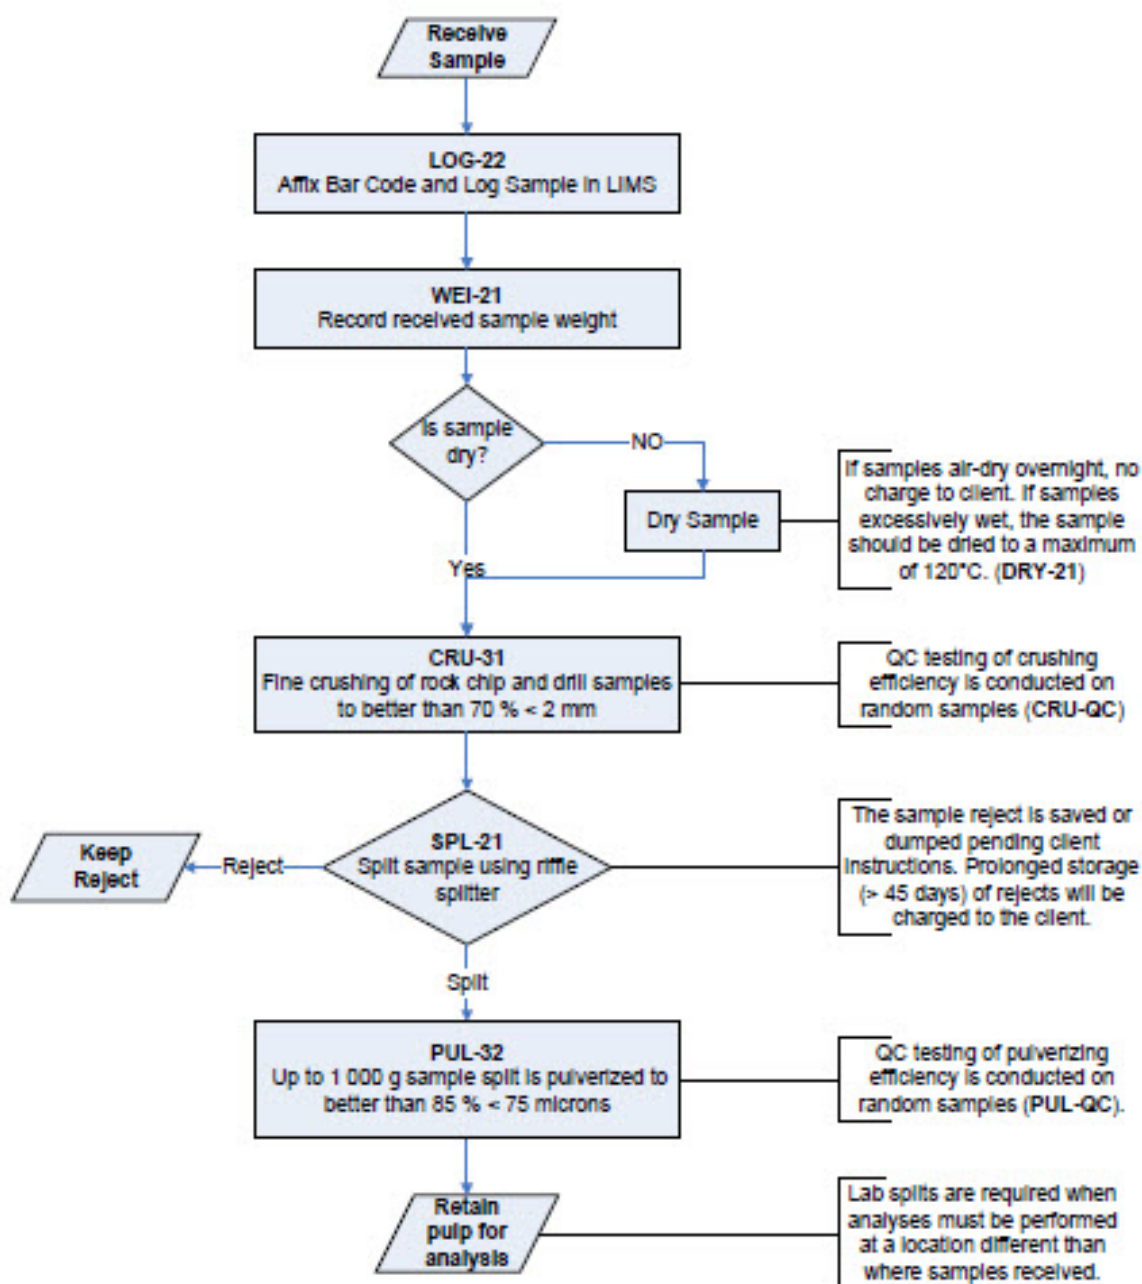 Receive
Sample
LOG-22
Affix Bar Code and Log Sample in LIMS
WEI-21
Record received sample weight
Is sample
dry?
NO
Dry Sample
If samples air-dry overnight, no
charge to client. If samples
excessively wet, the sample
should be dried to a maximum
of 120°C. (DRY-21)
Yes
CRU-31
Fine crushing of rock chip and drill samples
to better than 70 % < 2 mm
QC testing of crushing
efficiency is conducted on
random samples (CRU-QC)
SPL-21
Split sample using riffle
splitter
Reject
Keep
Reject
The sample reject is saved or
dumped pending client
instructions. Prolonged storage
(> 45 days) of rejects will be
charged to the client.
Split
PUL-32
Up to 1 000 g sample split is pulverized to
better than 85 % < 75 microns
QC testing of pulverizing
efficiency is conducted on
random samples (PUL-QC).
Retain
pulp for
analysis
Lab splits are required when
analyses must be performed
at a location different than
where samples received.